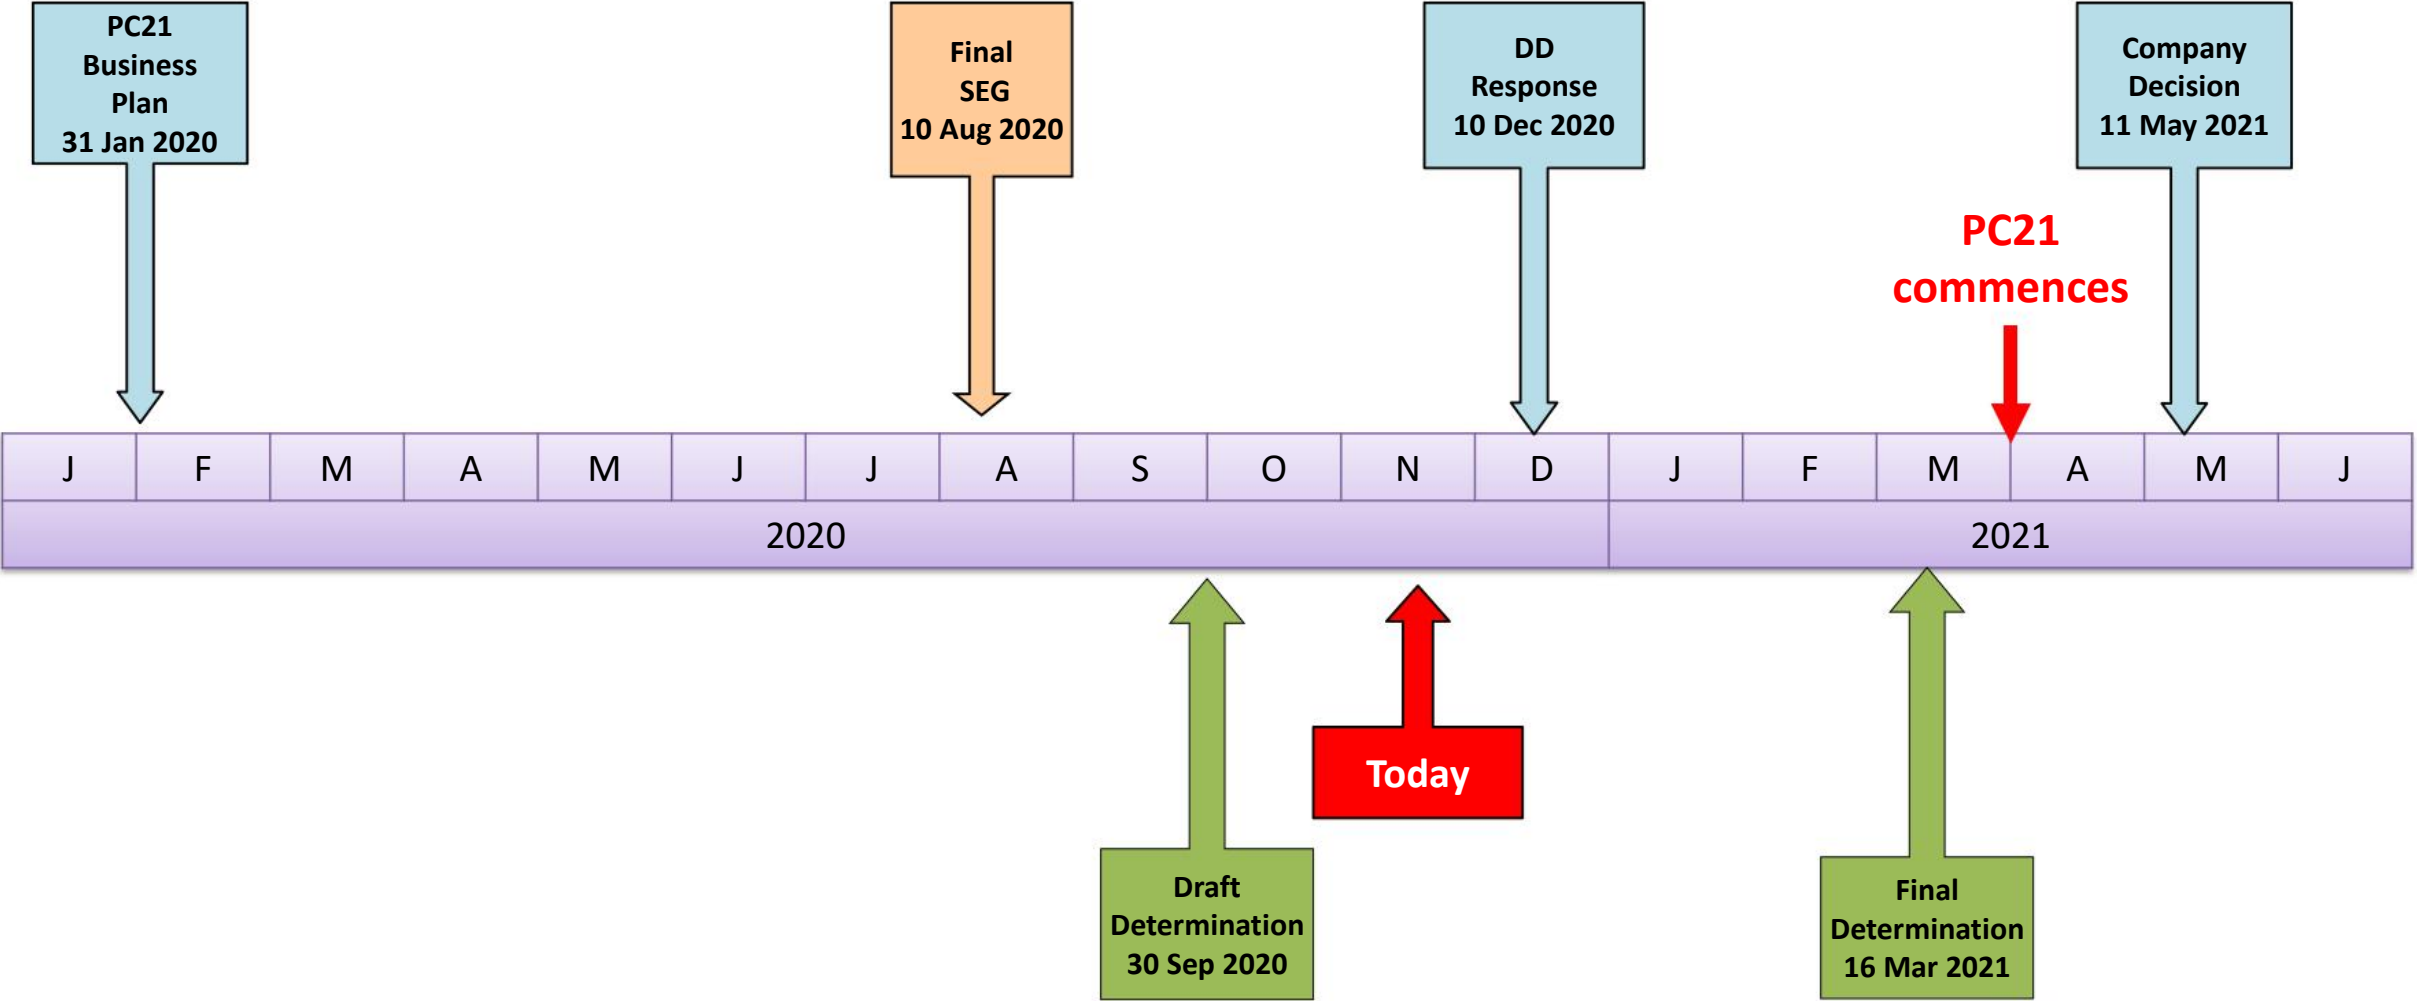 PC21
Business
Plan
31 Jan 2020
Final
SEG
10 Aug 2020
DD
Response
10 Dec 2020
Company
Decision
11 May 2021
PC21
commences
J F M A M J J A S O N D J F M A M J
2020 2021
Today
Draft
Determination
30 Sep 2020
Final
Determination
16 Mar 2021